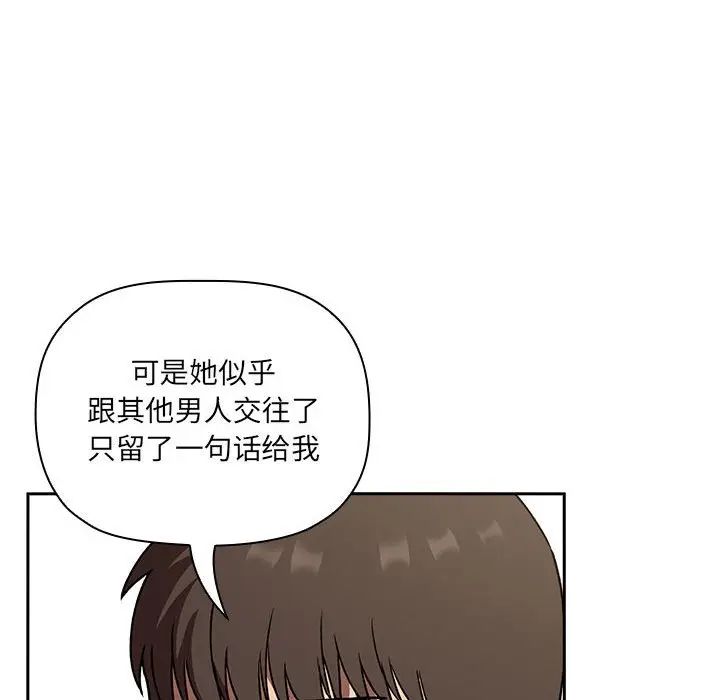 可是她似乎
跟其他男人交往了
只留了一句话给我